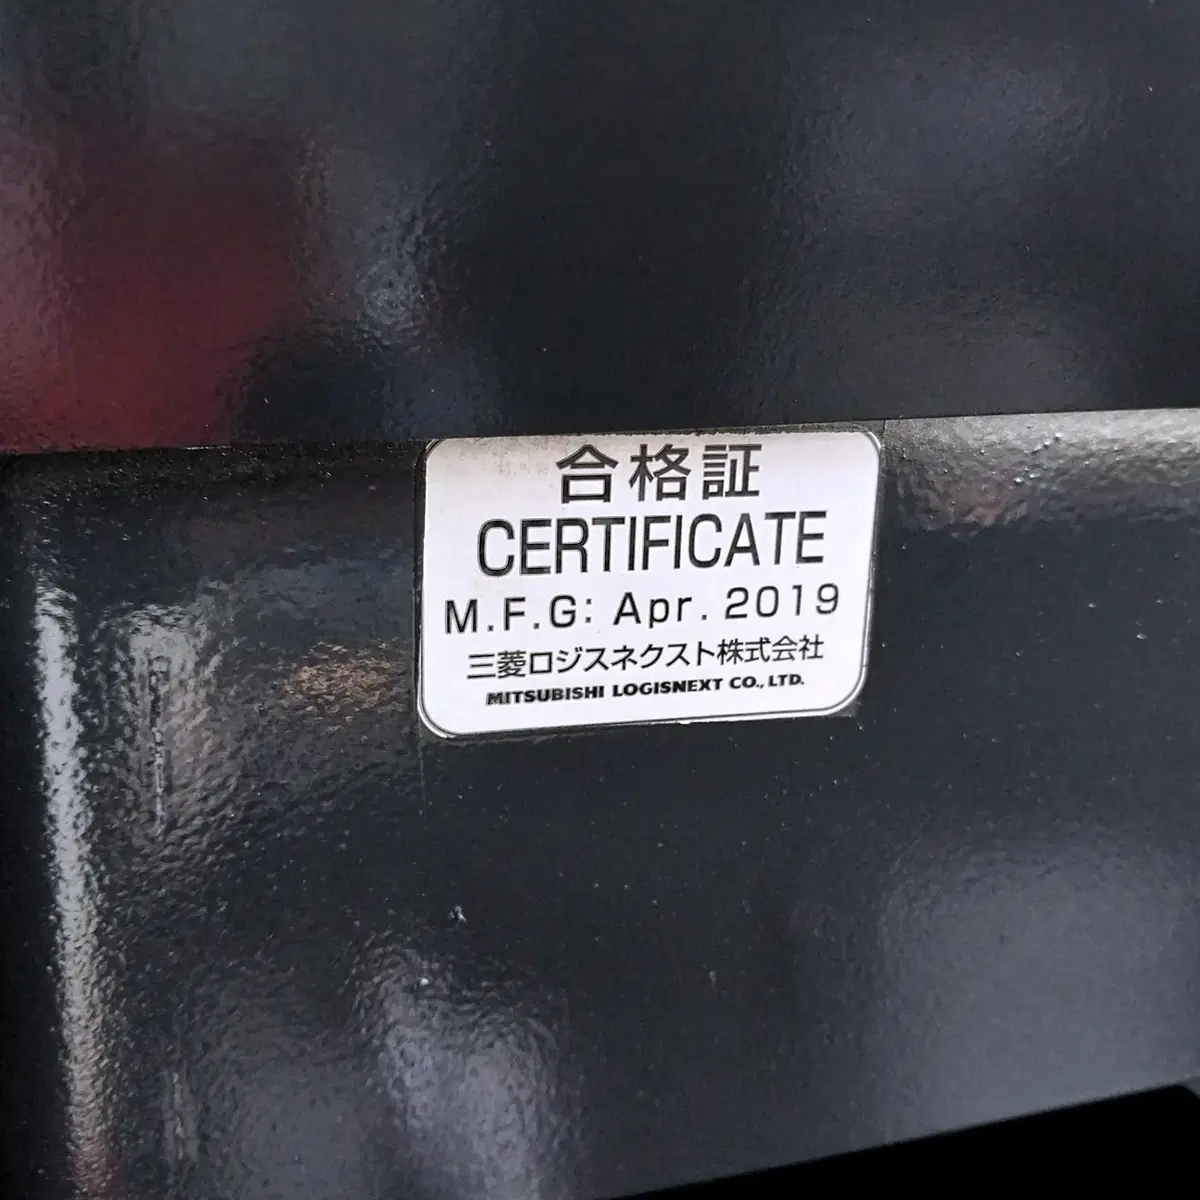 合格証
CERTIFICATE
M.F.G: Apr. 2019
三菱ロジスネクスト株式会社
MITSUBISHI LOGISNEXT CO., LTD.